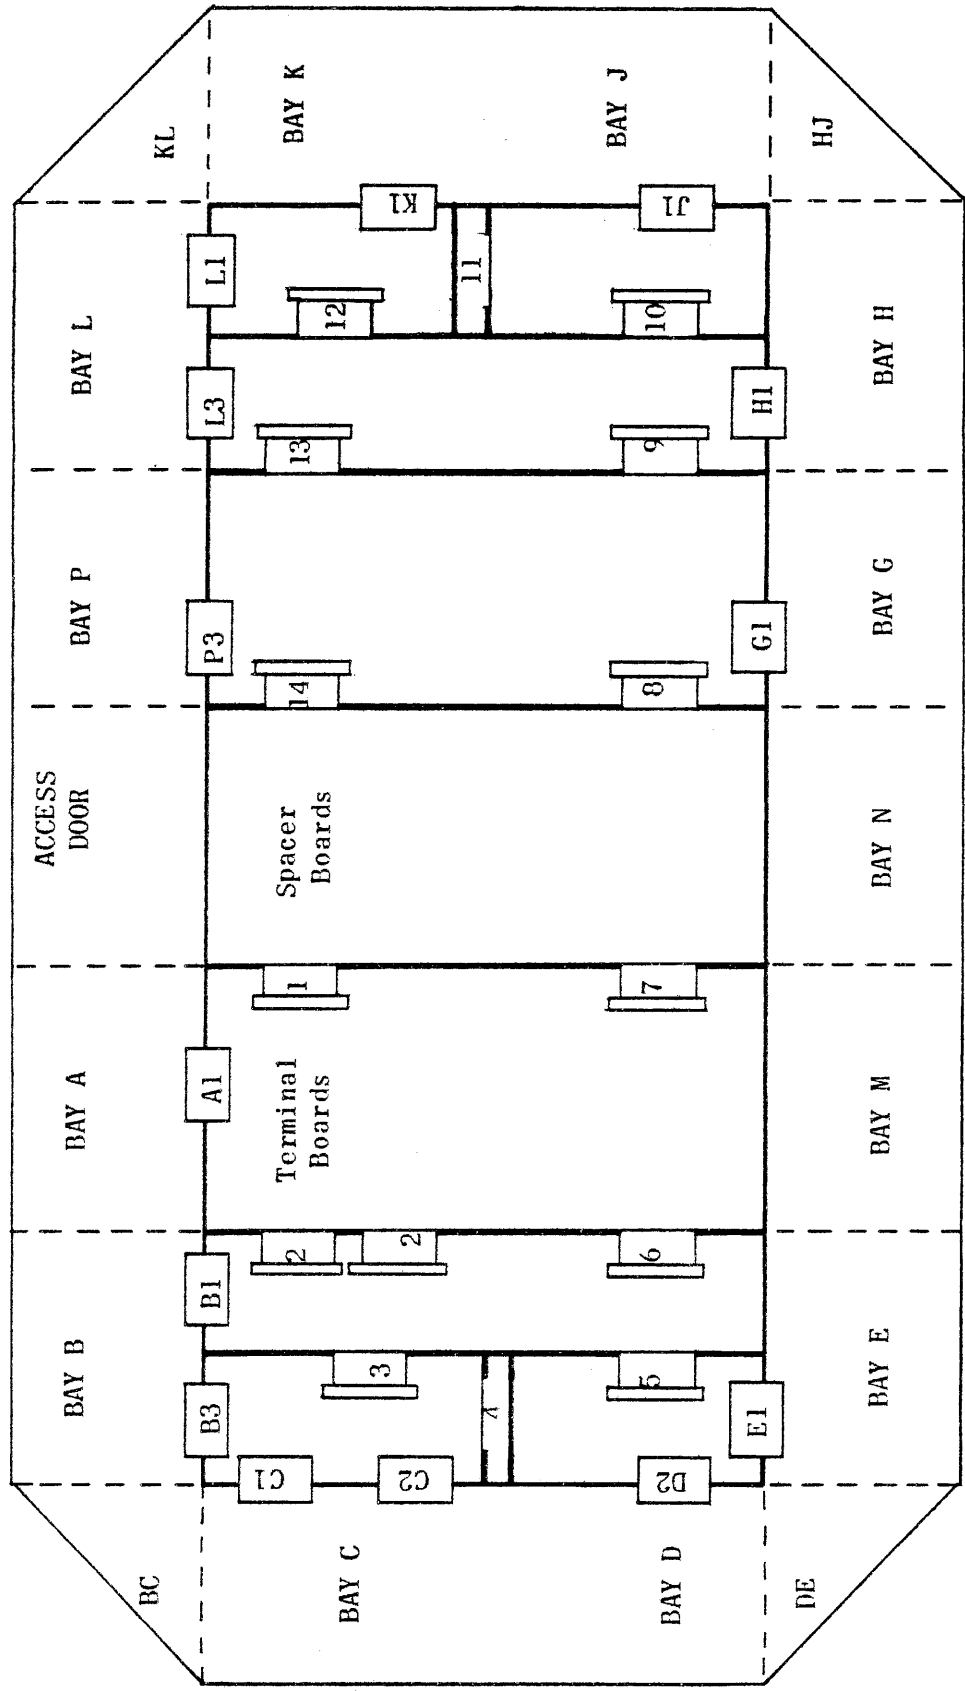 KL
BAY K
BAY J
HJ
K1
J1
L1
11
12
10
BAY L
BAY H
L3
H1
13
9
BAY P
BAY G
P3
G1
14
8
ACCESS
DOOR
Spacer
Boards
BAY N
1
7
BAY A
A1
Terminal
Boards
BAY M
2
2
6
B1
BAY B
BAY E
3
5
B3
E1
C1
C2
D2
BC
BAY C
BAY D
DE